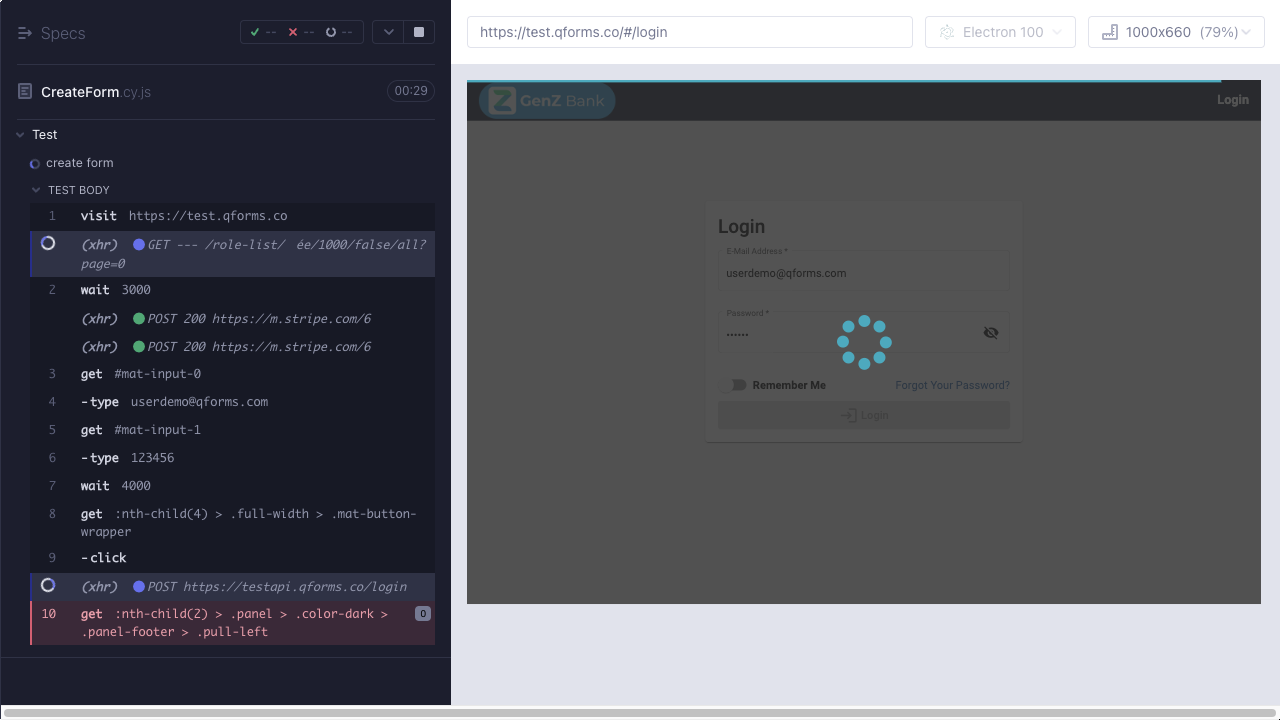 Specs
-- -- --
CreateForm.cy.js
00:29
Test
create form
TEST BODY
1 visit https://test.qforms.co
(xhr) GET --- /role-list/ ée/1000/false/all?
page=0
2 wait 3000
(xhr) POST 200 https://m.stripe.com/6
(xhr) POST 200 https://m.stripe.com/6
3 get #mat-input-0
4 -type userdemo@qforms.com
5 get #mat-input-1
6 -type 123456
7 wait 4000
8 get :nth-child(4) > .full-width > .mat-button-
wrapper
9 -click
(xhr) POST https://testapi.qforms.co/login
10 get :nth-child(2) > .panel > .color-dark > 0
.panel-footer > .pull-left
https://test.qforms.co/#/login
Electron 100
1000x660 (79%)
Z GenZ Bank
Login
Login
E-Mail Address *
userdemo@qforms.com
Password *
••••••
Remember Me
Forgot Your Password?
Login